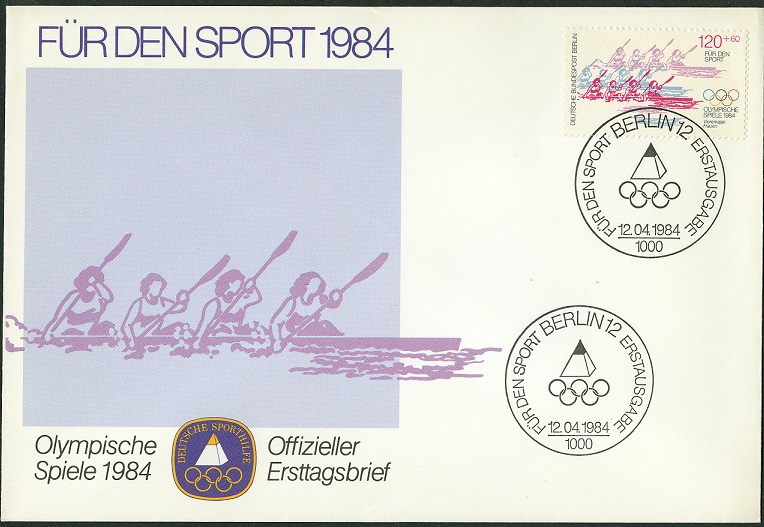 FÜR DEN SPORT 1984
DEUTSCHE BUNDESPOST BERLIN
120+60
FÜR DEN
SPORT
OLYMPISCHE
SPIELE 1984
Viererkajak
Frauen
FÜR DEN SPORT BERLIN 12 ERSTAUSGABE
12.04.1984
1000
FÜR DEN SPORT BERLIN 12 ERSTAUSGABE
12.04.1984
1000
Olympische
Spiele 1984
DEUTSCHE SPORTHILFE
Offizieller
Ersttagsbrief